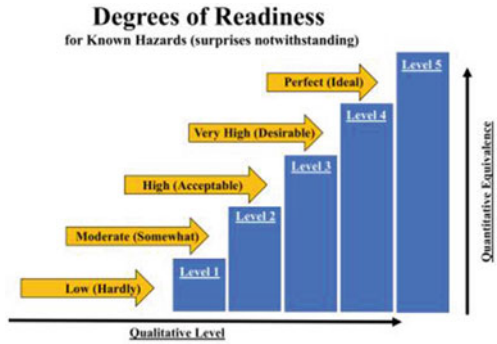 Degrees of Readiness
for Known Hazards (surprises notwithstanding)
Perfect (Ideal)
Level 5
Very High (Desirable)
Level 4
High (Acceptable)
Level 3
Moderate (Somewhat)
Level 2
Low (Hardly)
Level 1
Quantitative Equivalence
Qualitative Level